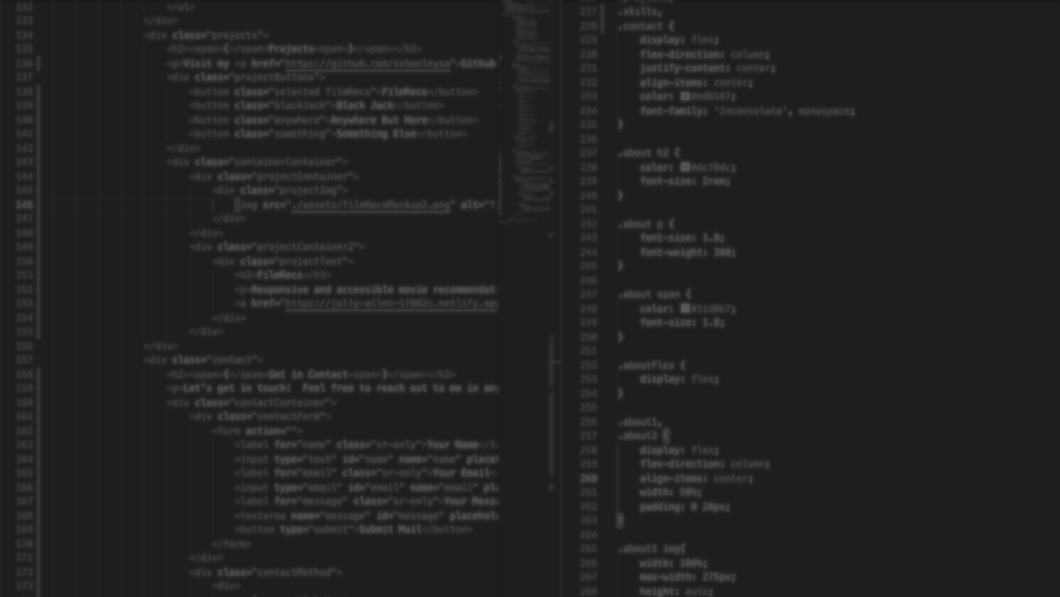 132 </ul>
133 </div>
134 <div class="projects">
135 <h2><span>{</span>Projects<span>}</span></h2>
136 <p>Visit my <a href="https://github.com/schooleysa">Github
137 <div class="projectButtons">
138 <button class="selected filmRecs">FilmRecs</button>
139 <button class="blackJack">Black Jack</button>
140 <button class="anywhere">Anywhere But Here</button>
141 <button class="something">Something Else</button>
142 </div>
143 <div class="containerContainer">
144 <div class="projectContainer">
145 <div class="projectImg">
146 <img src="./assets/filmRecsMockup2.png" alt="f
147 </div>
148 </div>
149 <div class="projectContainer2">
150 <div class="projectText">
151 <h3>FilmRecs</h3>
152 <p>Responsive and accessible movie recommendat
153 <a href="https://jolly-allen-1f982c.netlify.ap
154 </div>
155 </div>
156 </div>
157 <div class="contact">
158 <h2><span>{</span>Get in Contact<span>}</span></h2>
159 <p>Let's get in touch! Feel free to reach out to me in an
160 <div class="contactContainer">
161 <div class="contactForm">
162 <form action="">
163 <label for="name" class="sr-only">Your Name</l
164 <input type="text" id="name" name="name" placeh
165 <label for="email" class="sr-only">Your Email<
166 <input type="email" id="email" name="email" pl
167 <label for="message" class="sr-only">Your Mess
168 <textarea name="message" id="message" placehol
169 <button type="submit">Submit Mail</button>
170 </form>
171 </div>
172 <div class="contactMethod">
173 <div>
227 .skills,
228 .contact {
229 display: flex;
230 flex-direction: column;
231 justify-content: center;
232 align-items: center;
233 color: #ed6147;
234 font-family: 'Inconsolata', monospace;
235 }
236
237 .about h2 {
238 color: #dc78dc;
239 font-size: 2rem;
240 }
241
242 .about p {
243 font-size: 1.8;
244 font-weight: 300;
245 }
246
247 .about span {
248 color: #11d0b7;
249 font-size: 1.8;
250 }
251
252 .aboutFlex {
253 display: flex;
254 }
255
256 .about1,
257 .about2 {
258 display: flex;
259 flex-direction: column;
260 align-items: center;
261 width: 50%;
262 padding: 0 20px;
263 }
264
265 .about1 img{
266 width: 100%;
267 max-width: 275px;
268 height: auto;